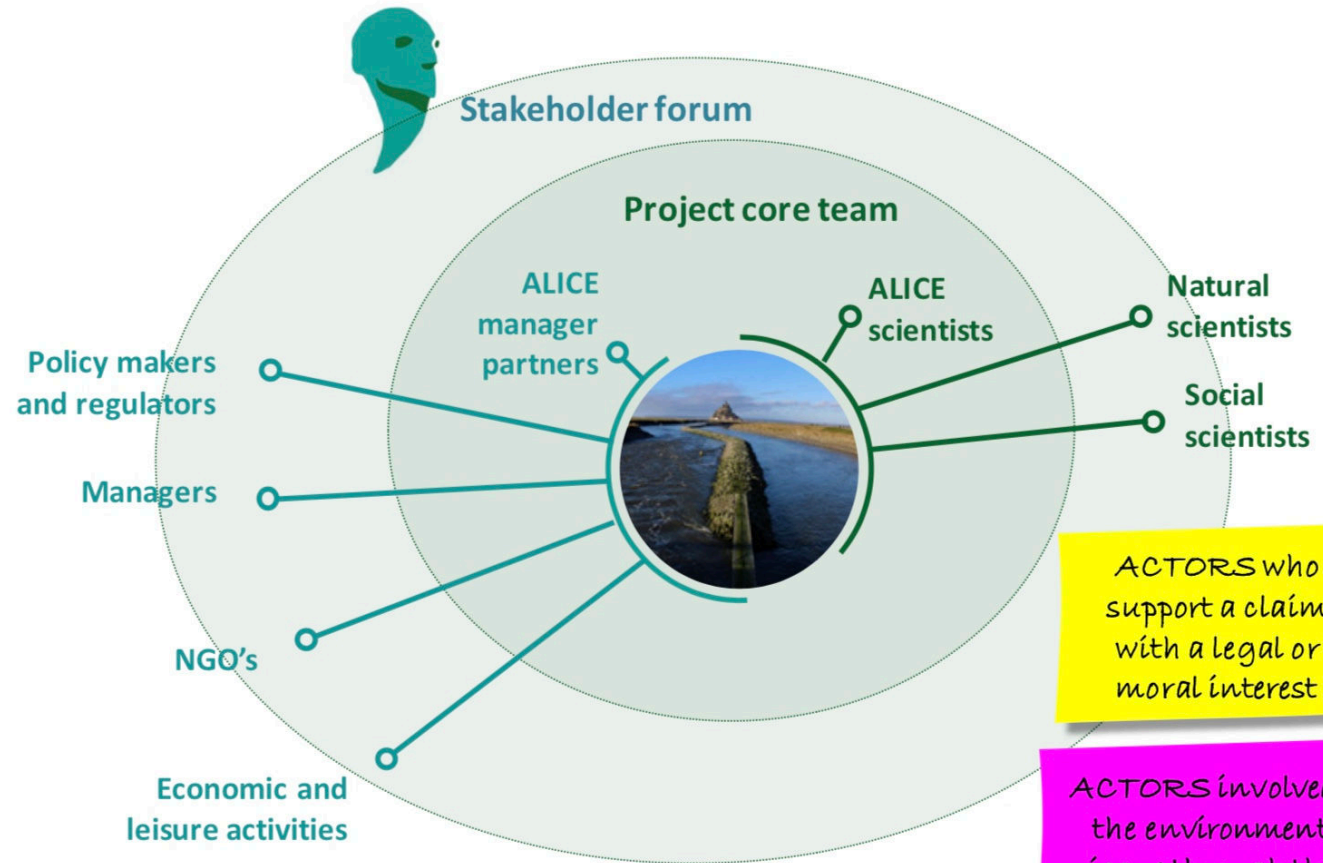 Stakeholder forum
Project core team
ALICE
manager
partners
ALICE
scientists
Natural
scientists
Social
scientists
Policy makers
and regulators
Managers
NGO's
Economic and
leisure activities
ACTORS who
support a claim
with a legal or
moral interest
ACTORS involve
the environment